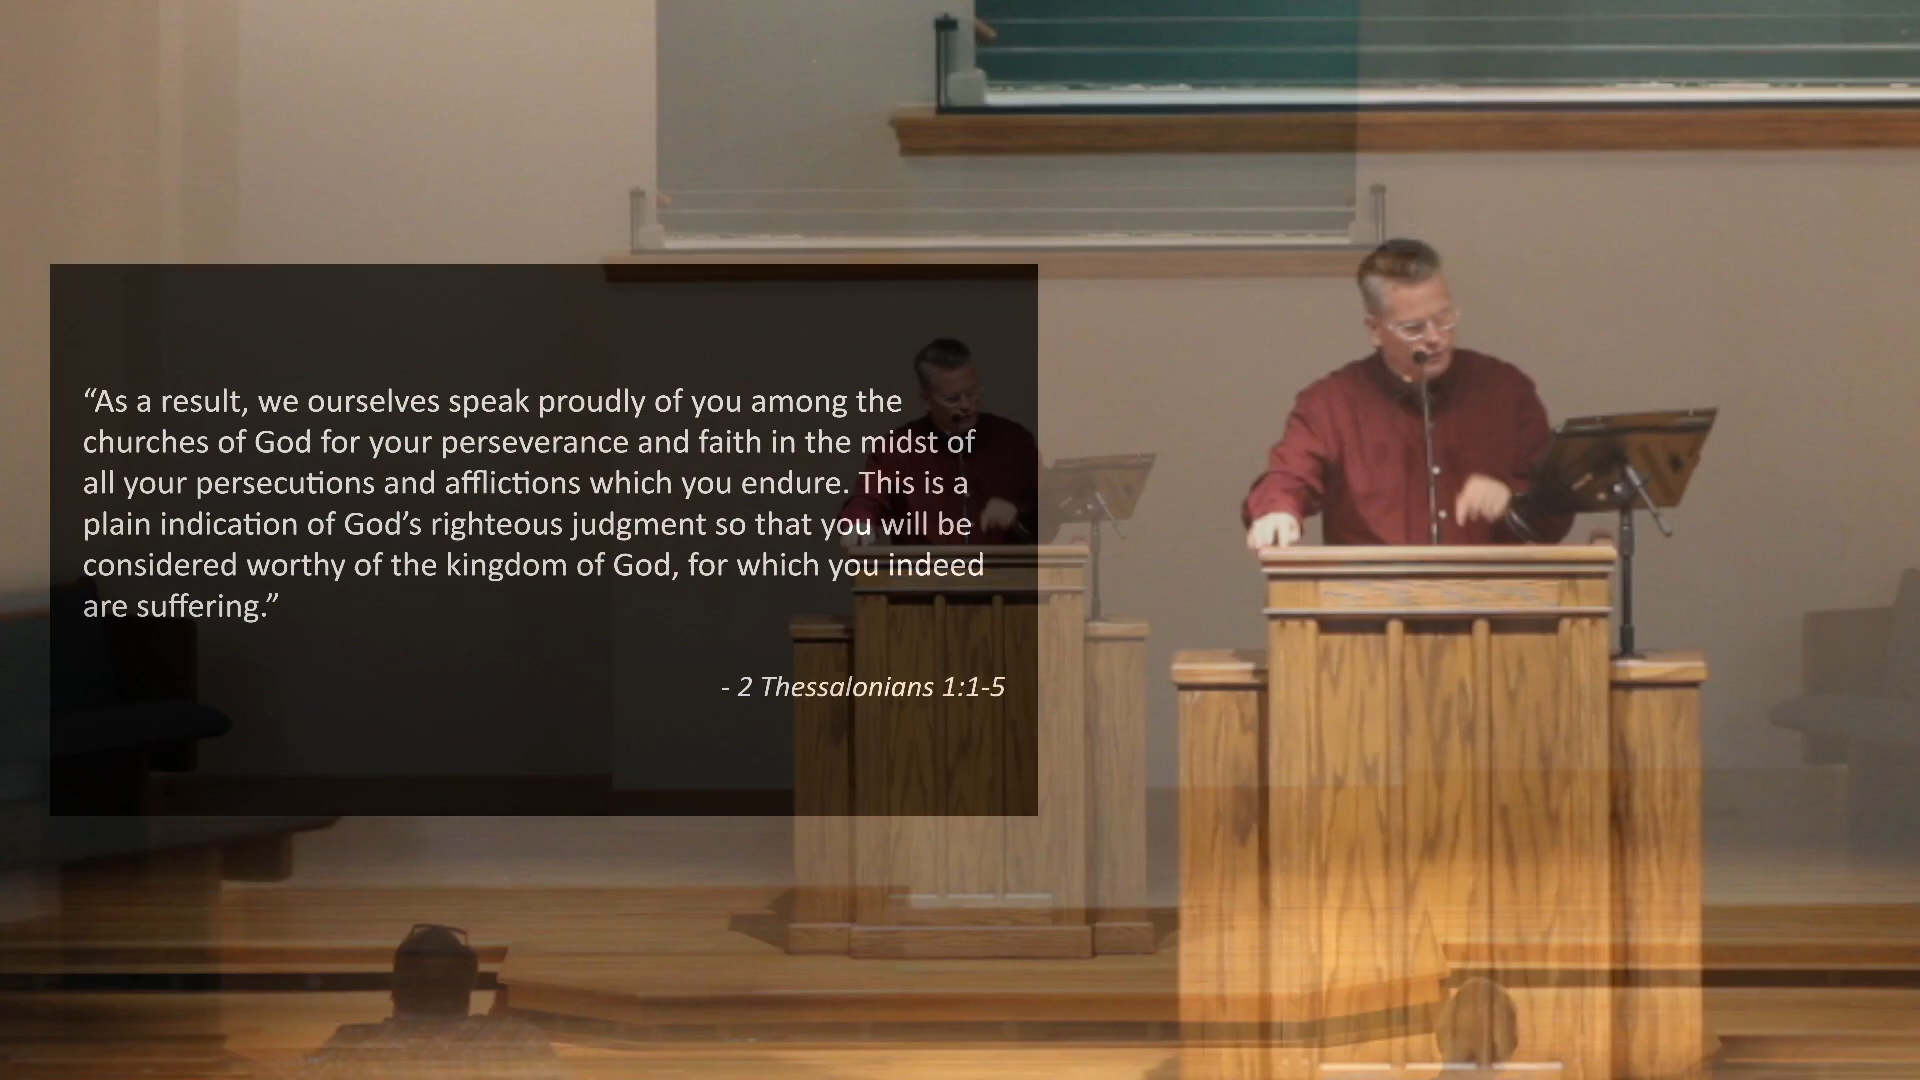 “As a result, we ourselves speak proudly of you among the
churches of God for your perseverance and faith in the midst of
all your persecutions and afflictions which you endure. This is a
plain indication of God’s righteous judgment so that you will be
considered worthy of the kingdom of God, for which you indeed
are suffering.”
- 2 Thessalonians 1:1-5